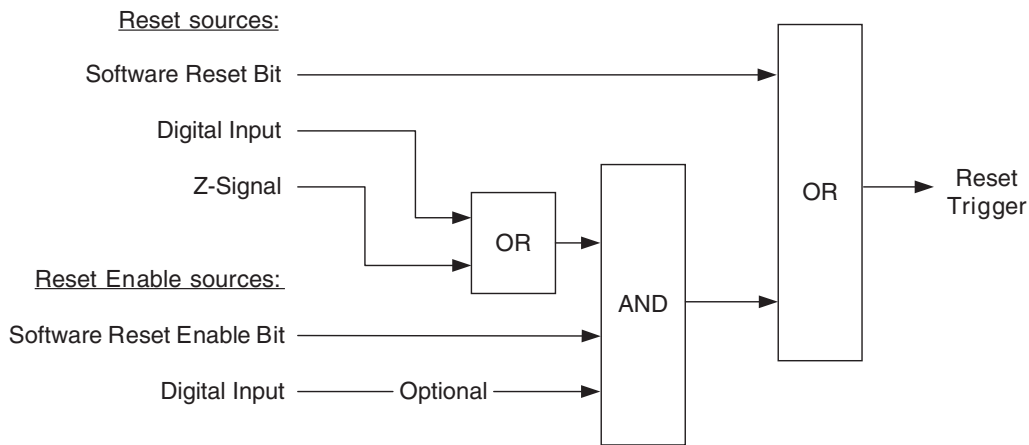 Reset sources:
Software Reset Bit
Digital Input
Z-Signal
OR
Reset Enable sources:
Software Reset Enable Bit
Digital Input
Optional
AND
OR
Reset
Trigger